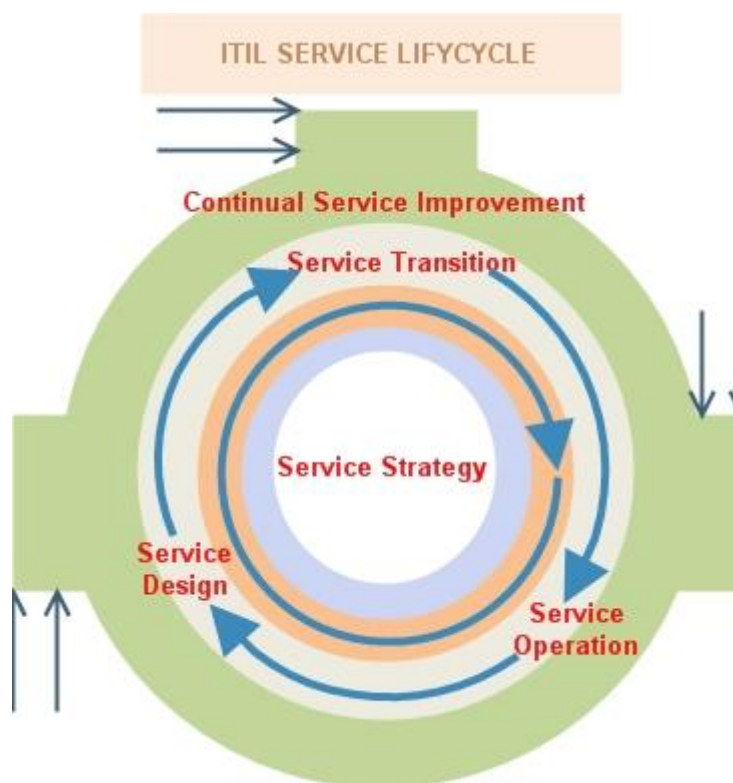 ITIL SERVICE LIFYCYCLE
Continual Service Improvement
Service Transition
Service Strategy
Service
Design
Service
Operation